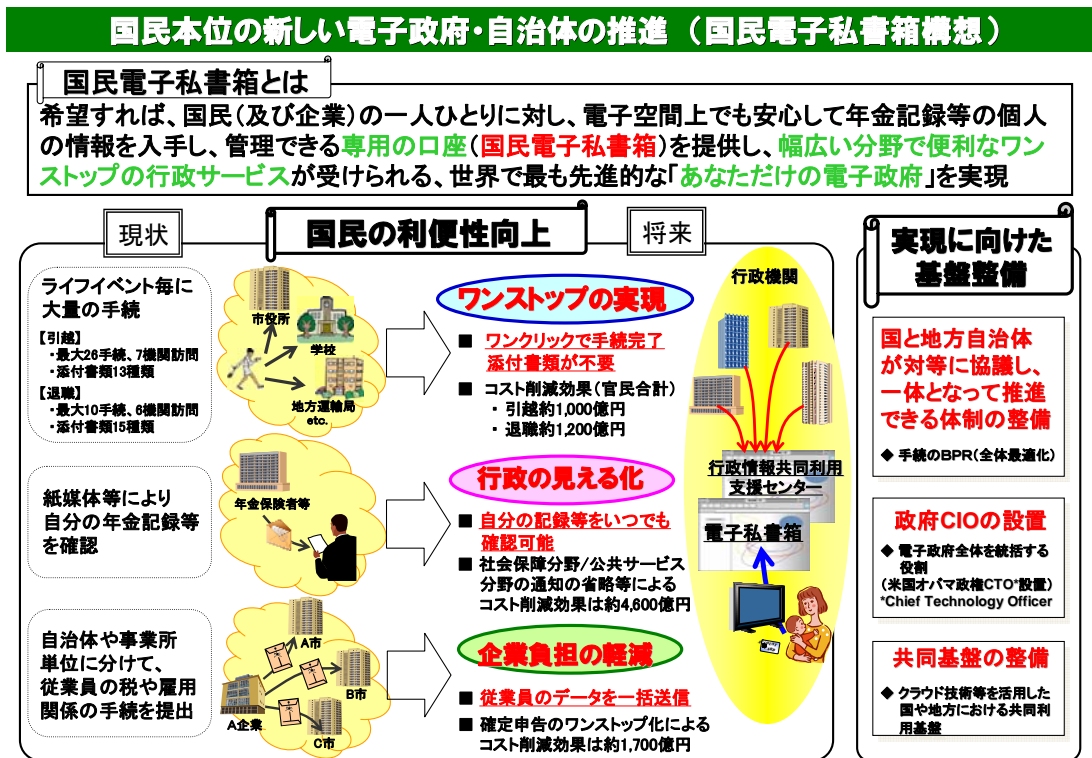 国民本位の新しい電子政府・自治体の推進 （国民電子私書箱構想）
国民電子私書箱とは
希望すれば、国民（及び企業）の一人ひとりに対し、電子空間上でも安心して年金記録等の個人
の情報を入手し、管理できる専用の口座（国民電子私書箱）を提供し、幅広い分野で便利なワン
ストップの行政サービスが受けられる、世界で最も先進的な「あなただけの電子政府」を実現
現状
国民の利便性向上
将来
ライフイベント毎に
大量の手続
【引越】
・最大26手続、7機関訪問
・添付書類13種類
【退職】
・最大10手続、6機関訪問
・添付書類15種類
市役所
学校
地方運輸局
etc.
ワンストップの実現
■ ワンクリックで手続完了
添付書類が不要
■ コスト削減効果（官民合計）
・ 引越約1,000億円
・ 退職約1,200億円
紙媒体等により
自分の年金記録等
を確認
年金保険者等
行政の見える化
■ 自分の記録等をいつでも
確認可能
■ 社会保障分野/公共サービス
分野の通知の省略等による
コスト削減効果は約4,600億円
自治体や事業所
単位に分けて、
従業員の税や雇用
関係の手続を提出
A企業
A市
B市
C市
企業負担の軽減
■ 従業員のデータを一括送信
■ 確定申告のワンストップ化による
コスト削減効果は約1,700億円
行政機関
行政情報共同利用
支援センター
電子私書箱
実現に向けた
基盤整備
国と地方自治体
が対等に協議し、
一体となって推進
できる体制の整備
◆ 手続のBPR（全体最適化）
政府CIOの設置
◆ 電子政府全体を統括する
役割
（米国オバマ政権CTO*設置）
*Chief Technology Officer
共同基盤の整備
◆ クラウド技術等を活用した
国や地方における共同利
用基盤